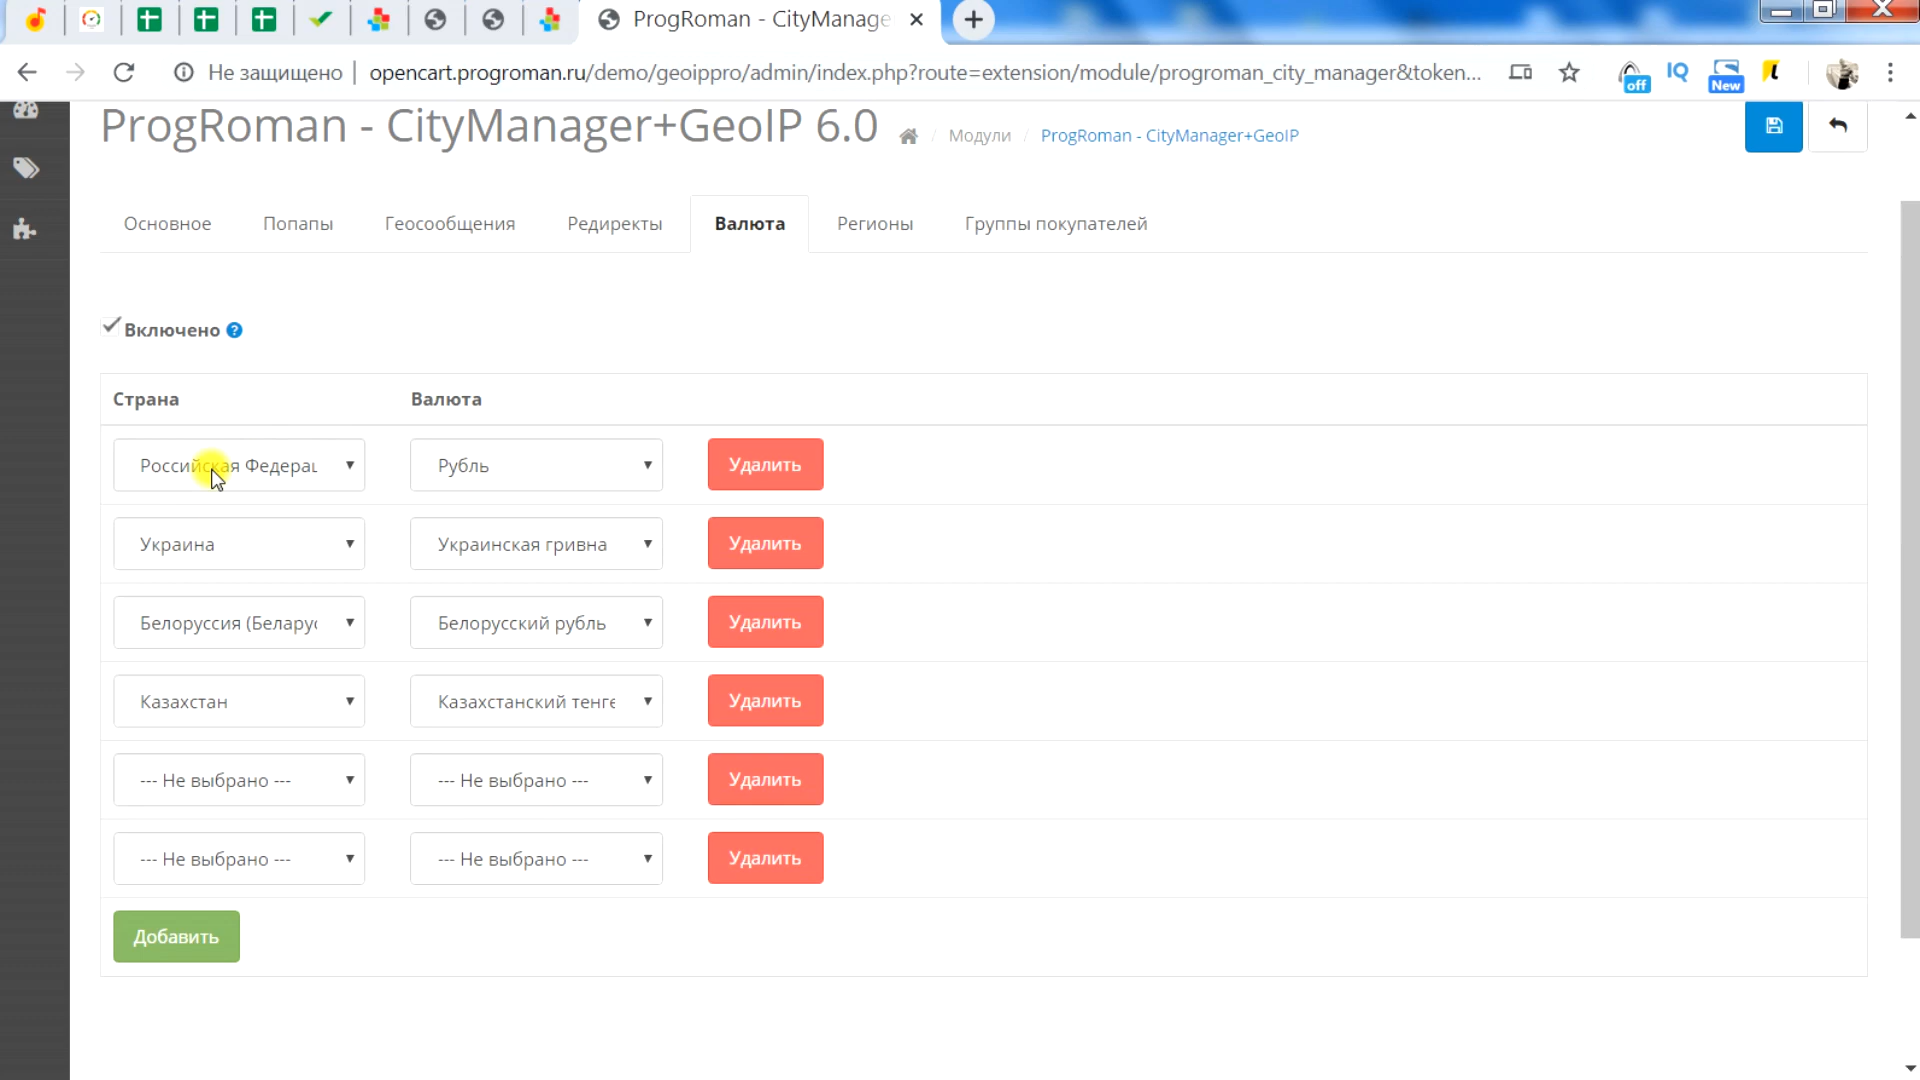 ProgRoman - CityManage
Не защищено | opencart.progroman.ru/demo/geoippro/admin/index.php?route=extension/module/progroman_city_manager&token...
off
IQ
New
ProgRoman - CityManager+GeoIP 6.0
/ Модули / ProgRoman - CityManager+GeoIP
Основное Попапы Геосообщения Редиректы Валюта Регионы Группы покупателей
Включено ?
Страна Валюта
Российская Федерац Рубль Удалить
Украина Украинская гривна Удалить
Белоруссия (Беларус Белорусский рубль Удалить
Казахстан Казахстанский тенге Удалить
--- Не выбрано --- --- Не выбрано --- Удалить
--- Не выбрано --- --- Не выбрано --- Удалить
Добавить